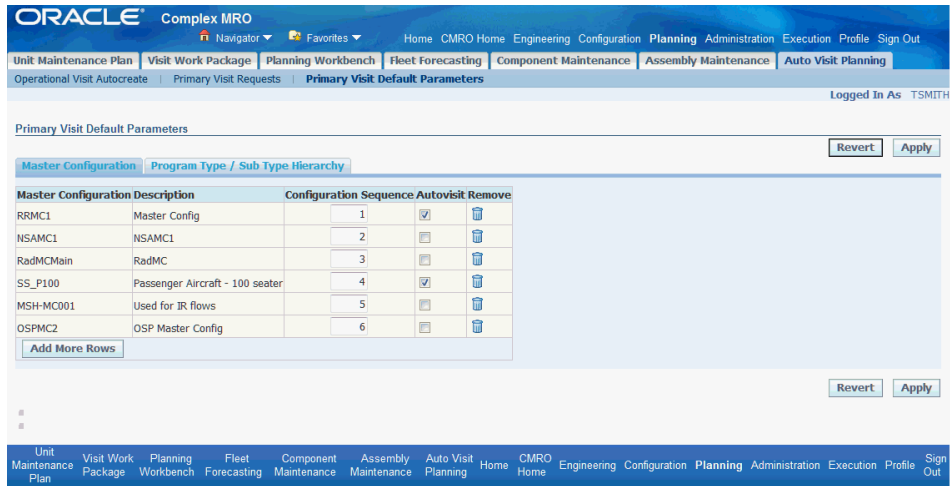 ORACLE® Complex MRO
Navigator Favorites Home CMRO Home Engineering Configuration Planning Administration Execution Profile Sign Out
Unit Maintenance Plan Visit Work Package Planning Workbench Fleet Forecasting Component Maintenance Assembly Maintenance Auto Visit Planning
Operational Visit Autocreate | Primary Visit Requests | Primary Visit Default Parameters
Logged In As TSMITH
Primary Visit Default Parameters
Revert Apply
Master Configuration Program Type / Sub Type Hierarchy
Master Configuration Description Configuration Sequence Autovisit Remove
RRMC1 Master Config 1
NSAMC1 NSAMC1 2
RadMCMain RadMC 3
SS_P100 Passenger Aircraft - 100 seater 4
MSH-MC001 Used for IR flows 5
OSPMC2 OSP Master Config 6
Add More Rows
Revert Apply
Unit Maintenance Plan Visit Work Package Planning Workbench Fleet Forecasting Component Maintenance Assembly Maintenance Auto Visit Planning Home CMRO Home Engineering Configuration Planning Administration Execution Profile Sign Out